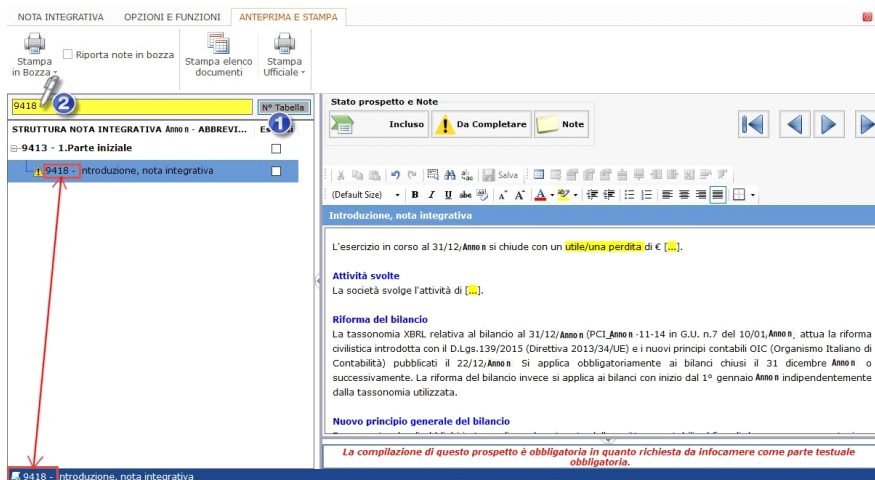 NOTA INTEGRATIVA OPZIONI E FUNZIONI ANTEPRIMA E STAMPA
Stampa in Bozza
Riporta note in bozza
Stampa elenco documenti
Stampa Ufficiale
9418
2
N° Tabella
1
STRUTTURA NOTA INTEGRATIVA Anno n - ABBREVI...
9413 - 1.Parte iniziale
9418 - Introduzione, nota integrativa
Stato prospetto e Note
Incluso
Da Completare
Note
Salva
(Default Size) B I U abc A A A
Introduzione, nota integrativa
L'esercizio in corso al 31/12/Anno n si chiude con un utile/una perdita di € [...].
Attività svolte
La società svolge l'attività di [...].
Riforma del bilancio
La tassonomia XBRL relativa al bilancio al 31/12/Anno n (PCI_Anno n -11-14 in G.U. n.7 del 10/01/Anno n, attua la riforma
civilistica introdotta con il D.Lgs.139/2015 (Direttiva 2013/34/UE) e i nuovi principi contabili OIC (Organismo Italiano di
Contabilità) pubblicati il 22/12/Anno n Si applica obbligatoriamente ai bilanci chiusi il 31 dicembre Anno n o
successivamente. La riforma del bilancio invece si applica ai bilanci con inizio dal 1° gennaio Anno n indipendentemente
dalla tassonomia utilizzata.
Nuovo principio generale del bilancio
La compilazione di questo prospetto è obbligatoria in quanto richiesta da infocamere come parte testuale
obbligatoria.
9418 - Introduzione, nota integrativa